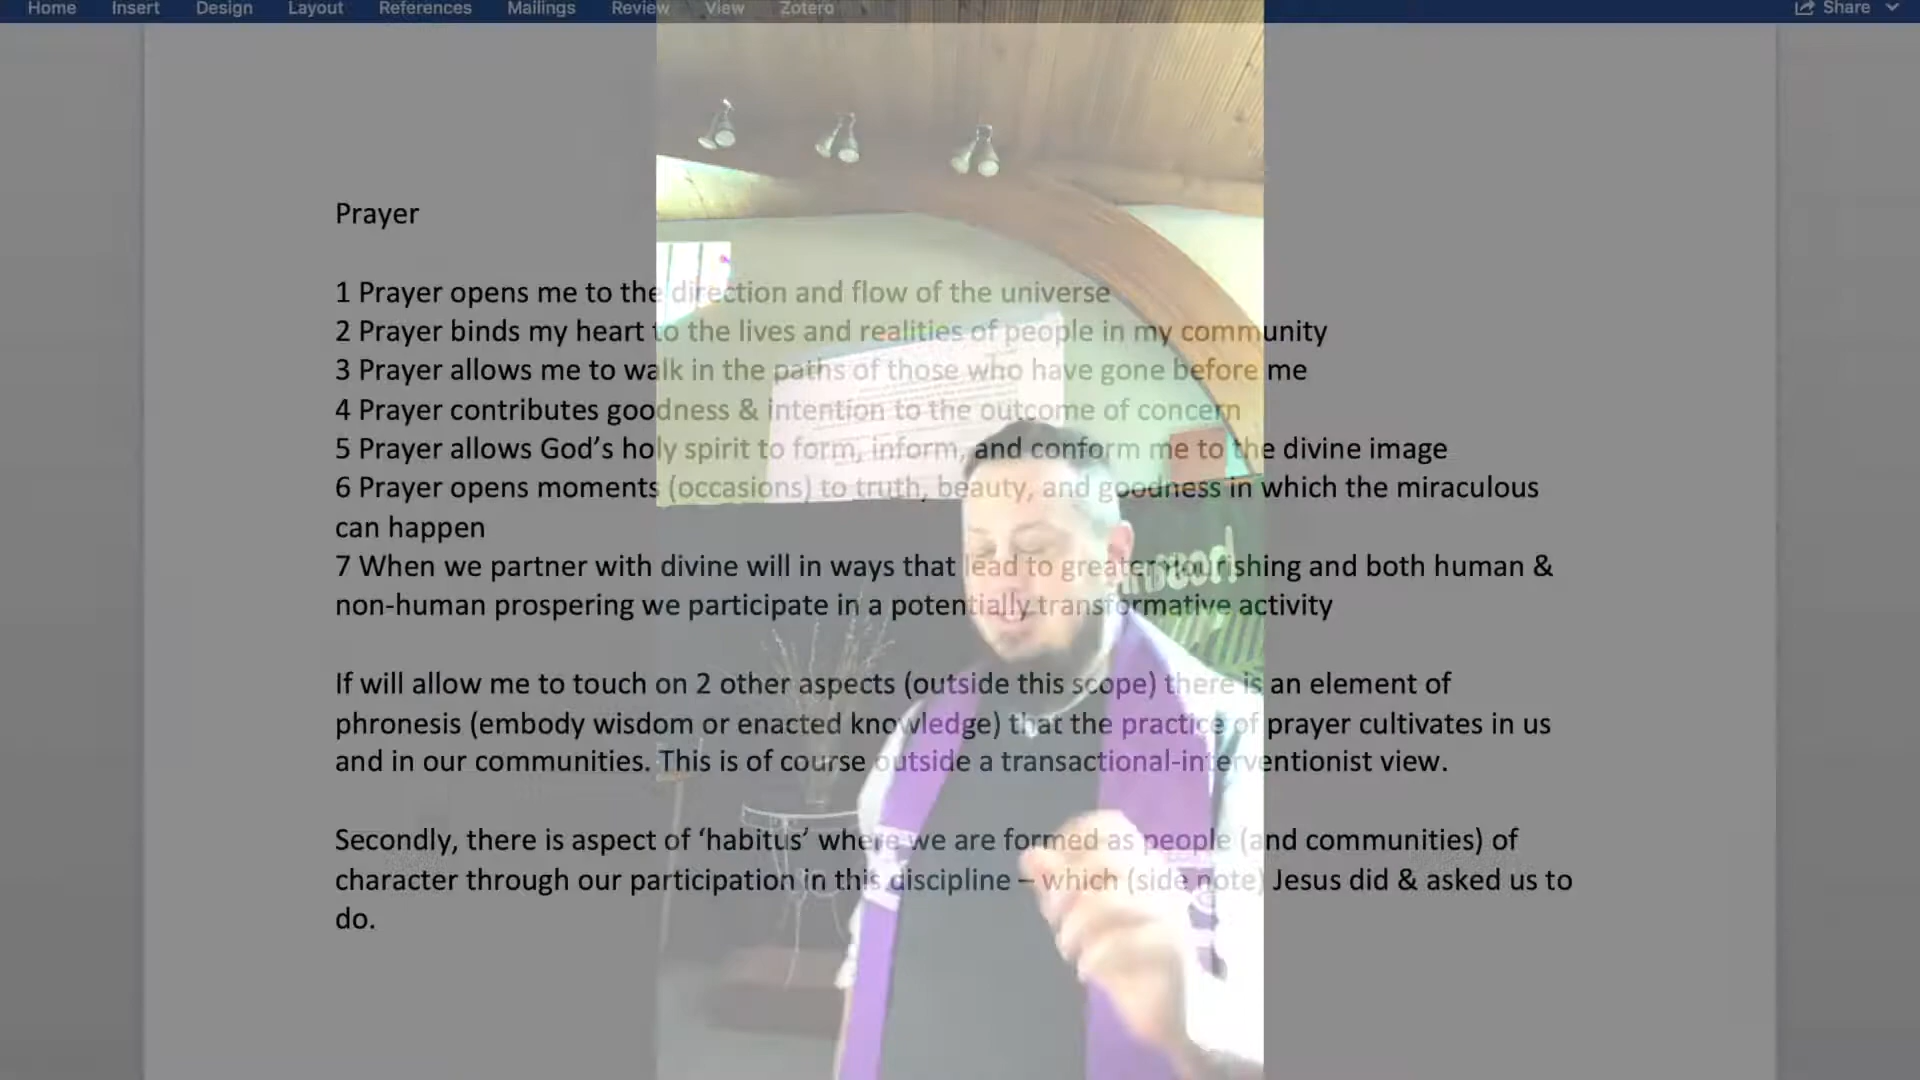 Home Insert Design Layout References Mailings Review View Zotero Share
Prayer
1 Prayer opens me to the direction and flow of the universe
2 Prayer binds my heart to the lives and realities of people in my community
3 Prayer allows me to walk in the paths of those who have gone before me
4 Prayer contributes goodness & intention to the outcome of concern
5 Prayer allows God’s holy spirit to form, inform, and conform me to the divine image
6 Prayer opens moments (occasions) to truth, beauty, and goodness in which the miraculous
can happen
7 When we partner with divine will in ways that lead to greater flourishing and both human &
non-human prospering we participate in a potentially transformative activity
If will allow me to touch on 2 other aspects (outside this scope) there is an element of
phronesis (embody wisdom or enacted knowledge) that the practice of prayer cultivates in us
and in our communities. This is of course outside a transactional-interventionist view.
Secondly, there is aspect of ‘habitus’ where we are formed as people (and communities) of
character through our participation in this discipline – which (side note) Jesus did & asked us to
do.